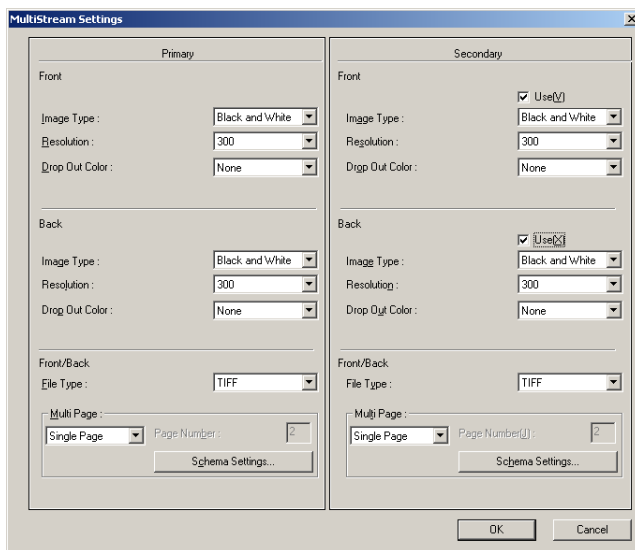 MultiStream Settings
Primary
Front
Image Type :
Black and White
Resolution :
300
Drop Out Color :
None
Back
Image Type :
Black and White
Resolution :
300
Drop Out Color :
None
Front/Back
File Type :
TIFF
Multi Page :
Single Page
Page Number :
2
Schema Settings...
Secondary
Front
Use(V)
Image Type :
Black and White
Resolution :
300
Drop Out Color :
None
Back
Use(X)
Image Type :
Black and White
Resolution :
300
Drop Out Color :
None
Front/Back
File Type :
TIFF
Multi Page :
Single Page
Page Number(J) :
2
Schema Settings...
OK
Cancel